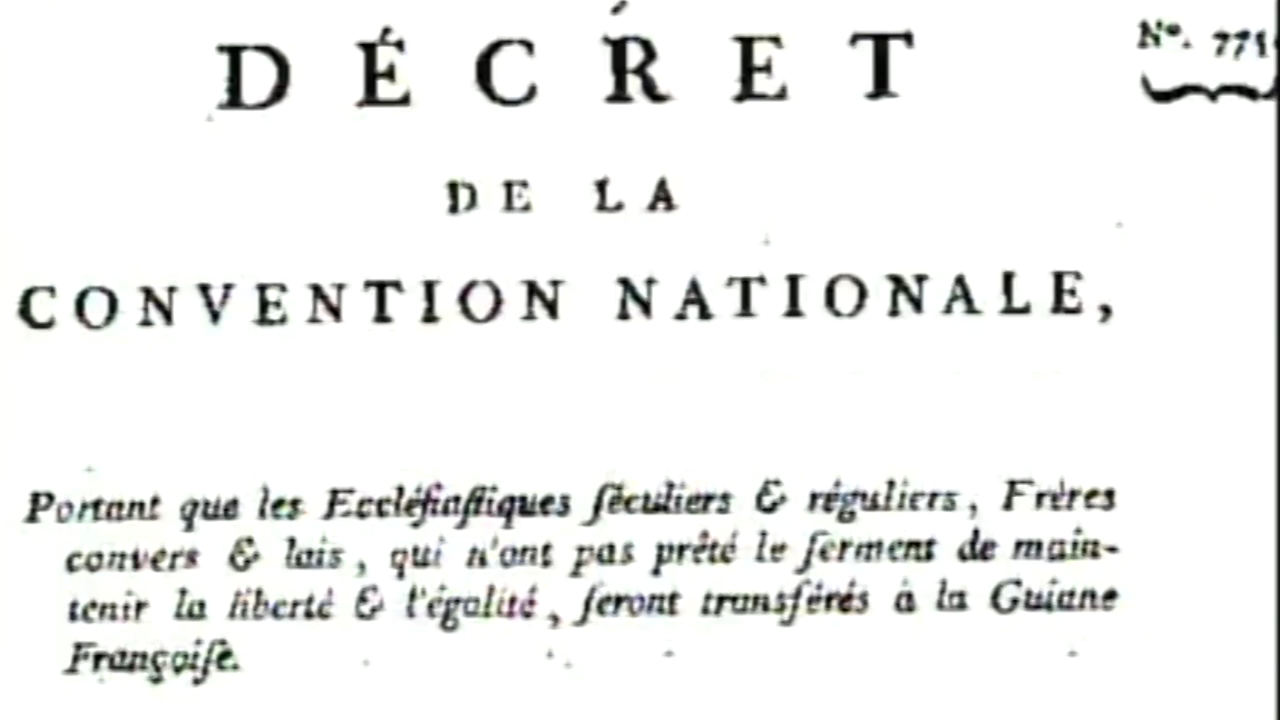 DÉCRET
N°. 771
DE LA
CONVENTION NATIONALE,
Portant que les Eccléſiaſtiques ſéculiers & réguliers, Frères
convers & lais, qui n'ont pas prêté le ſerment de main-
tenir la liberté & l'égalité, ſeront transférés à la Guiane
Françoiſe.